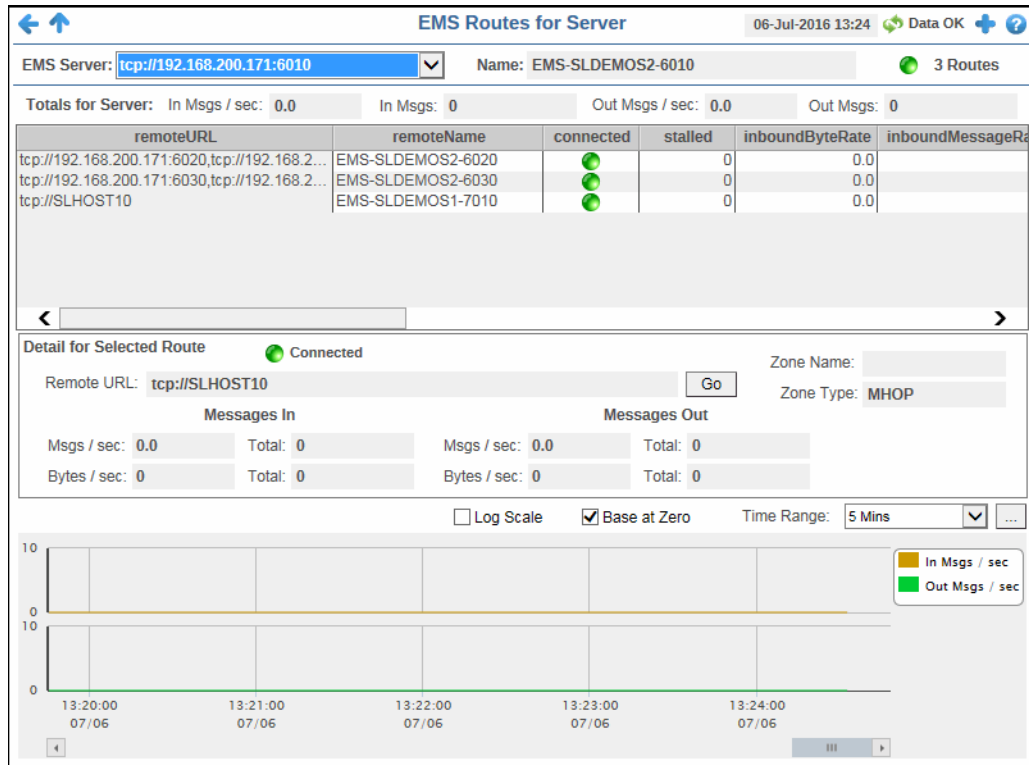 EMS Routes for Server 06-Jul-2016 13:24 Data OK
EMS Server: tcp://192.168.200.171:6010 Name: EMS-SLDEMOS2-6010 3 Routes
Totals for Server: In Msgs / sec: 0.0 In Msgs: 0 Out Msgs / sec: 0.0 Out Msgs: 0
remoteURL remoteName connected stalled inboundByteRate inboundMessageRa
tcp://192.168.200.171:6020,tcp://192.168.2... EMS-SLDEMOS2-6020 0 0.0
tcp://192.168.200.171:6030,tcp://192.168.2... EMS-SLDEMOS2-6030 0 0.0
tcp://SLHOST10 EMS-SLDEMOS1-7010 0 0.0
Detail for Selected Route Connected
Zone Name:
Remote URL: tcp://SLHOST10 Go
Zone Type: MHOP
Messages In Messages Out
Msgs / sec: 0.0 Total: 0 Msgs / sec: 0.0 Total: 0
Bytes / sec: 0 Total: 0 Bytes / sec: 0 Total: 0
Log Scale Base at Zero Time Range: 5 Mins ...
10
In Msgs / sec
Out Msgs / sec
0
10
0
13:20:00 13:21:00 13:22:00 13:23:00 13:24:00
07/06 07/06 07/06 07/06 07/06